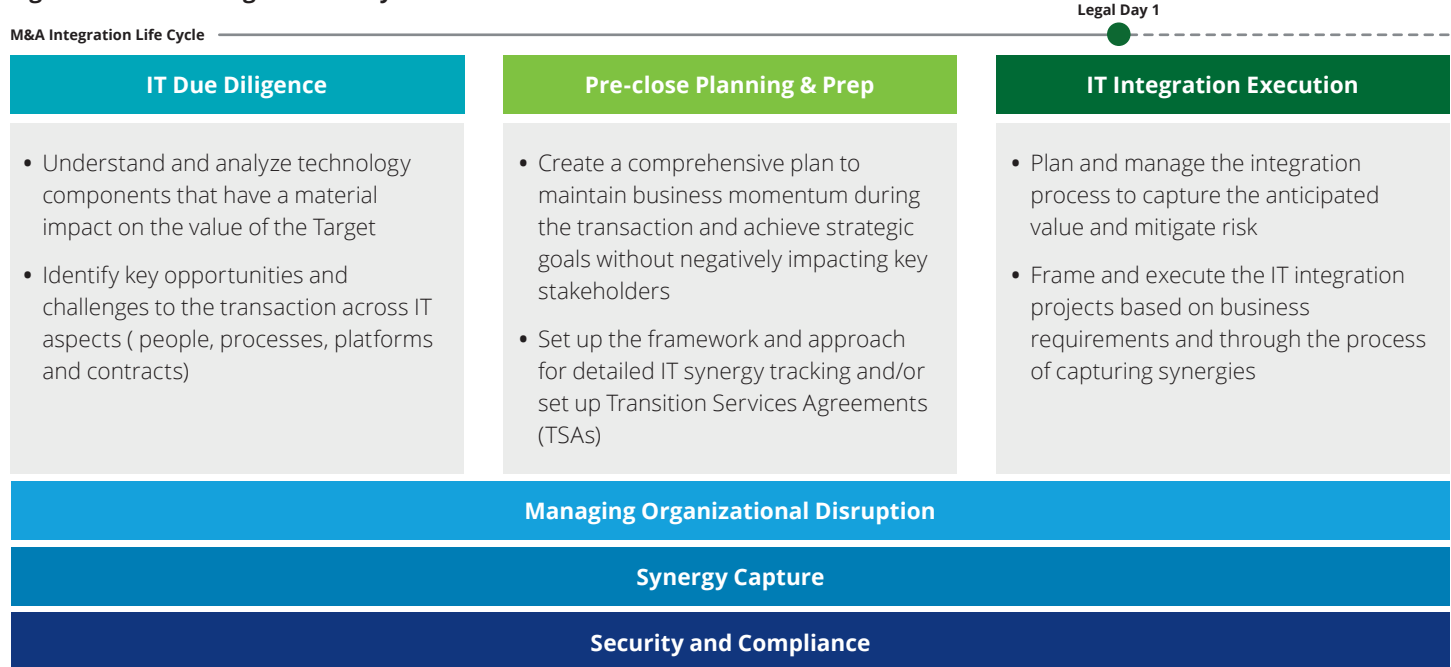 Legal Day 1
M&A Integration Life Cycle
IT Due Diligence
• Understand and analyze technology
components that have a material
impact on the value of the Target
• Identify key opportunities and
challenges to the transaction across IT
aspects ( people, processes, platforms
and contracts)
Pre-close Planning & Prep
• Create a comprehensive plan to
maintain business momentum during
the transaction and achieve strategic
goals without negatively impacting key
stakeholders
• Set up the framework and approach
for detailed IT synergy tracking and/or
set up Transition Services Agreements
(TSAs)
IT Integration Execution
• Plan and manage the integration
process to capture the anticipated
value and mitigate risk
• Frame and execute the IT integration
projects based on business
requirements and through the process
of capturing synergies
Managing Organizational Disruption
Synergy Capture
Security and Compliance